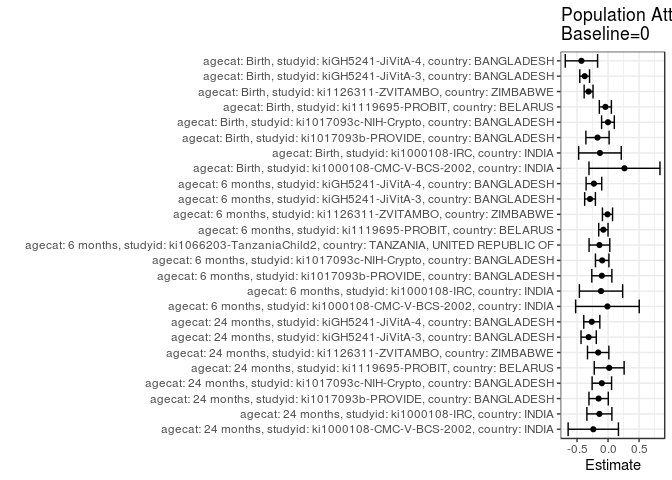 Population Att
Baseline=0
agecat: Birth, studyid: kiGH5241-JiVitA-4, country: BANGLADESH
agecat: Birth, studyid: kiGH5241-JiVitA-3, country: BANGLADESH
agecat: Birth, studyid: ki1126311-ZVITAMBO, country: ZIMBABWE
agecat: Birth, studyid: ki1119695-PROBIT, country: BELARUS
agecat: Birth, studyid: ki1017093c-NIH-Crypto, country: BANGLADESH
agecat: Birth, studyid: ki1017093b-PROVIDE, country: BANGLADESH
agecat: Birth, studyid: ki1000108-IRC, country: INDIA
agecat: Birth, studyid: ki1000108-CMC-V-BCS-2002, country: INDIA
agecat: 6 months, studyid: kiGH5241-JiVitA-4, country: BANGLADESH
agecat: 6 months, studyid: kiGH5241-JiVitA-3, country: BANGLADESH
agecat: 6 months, studyid: ki1126311-ZVITAMBO, country: ZIMBABWE
agecat: 6 months, studyid: ki1119695-PROBIT, country: BELARUS
agecat: 6 months, studyid: ki1066203-TanzaniaChild2, country: TANZANIA, UNITED REPUBLIC OF
agecat: 6 months, studyid: ki1017093c-NIH-Crypto, country: BANGLADESH
agecat: 6 months, studyid: ki1017093b-PROVIDE, country: BANGLADESH
agecat: 6 months, studyid: ki1000108-IRC, country: INDIA
agecat: 6 months, studyid: ki1000108-CMC-V-BCS-2002, country: INDIA
agecat: 24 months, studyid: kiGH5241-JiVitA-4, country: BANGLADESH
agecat: 24 months, studyid: kiGH5241-JiVitA-3, country: BANGLADESH
agecat: 24 months, studyid: ki1126311-ZVITAMBO, country: ZIMBABWE
agecat: 24 months, studyid: ki1119695-PROBIT, country: BELARUS
agecat: 24 months, studyid: ki1017093c-NIH-Crypto, country: BANGLADESH
agecat: 24 months, studyid: ki1017093b-PROVIDE, country: BANGLADESH
agecat: 24 months, studyid: ki1000108-IRC, country: INDIA
agecat: 24 months, studyid: ki1000108-CMC-V-BCS-2002, country: INDIA
-0.5 0.0 0.5
Estimate